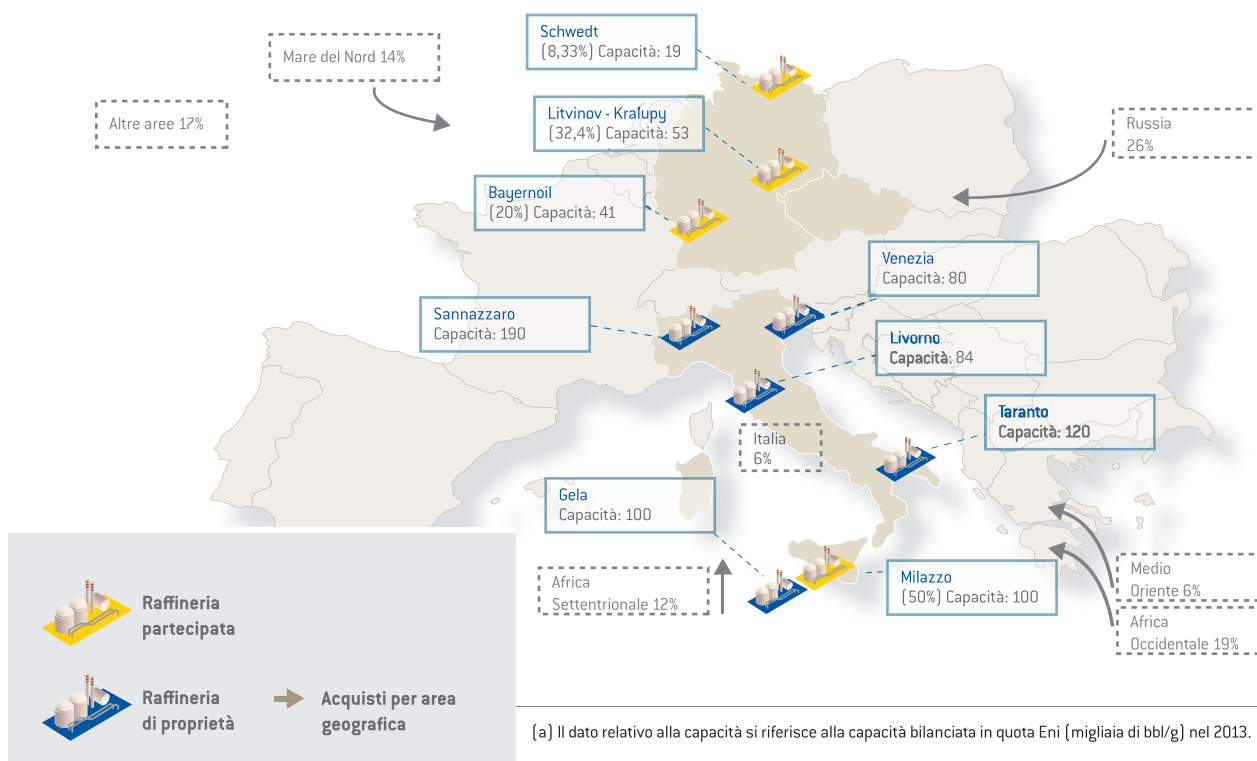 Schwedt
(8,33%) Capacità: 19
Mare del Nord 14%
Altre aree 17%
Litvinov - Kralupy
(32,4%) Capacità: 53
Russia
26%
Bayernoil
(20%) Capacità: 41
Venezia
Capacità: 80
Sannazzaro
Capacità: 190
Livorno
Capacità: 84
Taranto
Capacità: 120
Italia
6%
Gela
Capacità: 100
Africa
Settentrionale 12%
Milazzo
(50%) Capacità: 100
Medio
Oriente 6%
Africa
Occidentale 19%
Raffineria
partecipata
Raffineria
di proprietà
Acquisti per area
geografica
(a) Il dato relativo alla capacità si riferisce alla capacità bilanciata in quota Eni (migliaia di bbl/g) nel 2013.